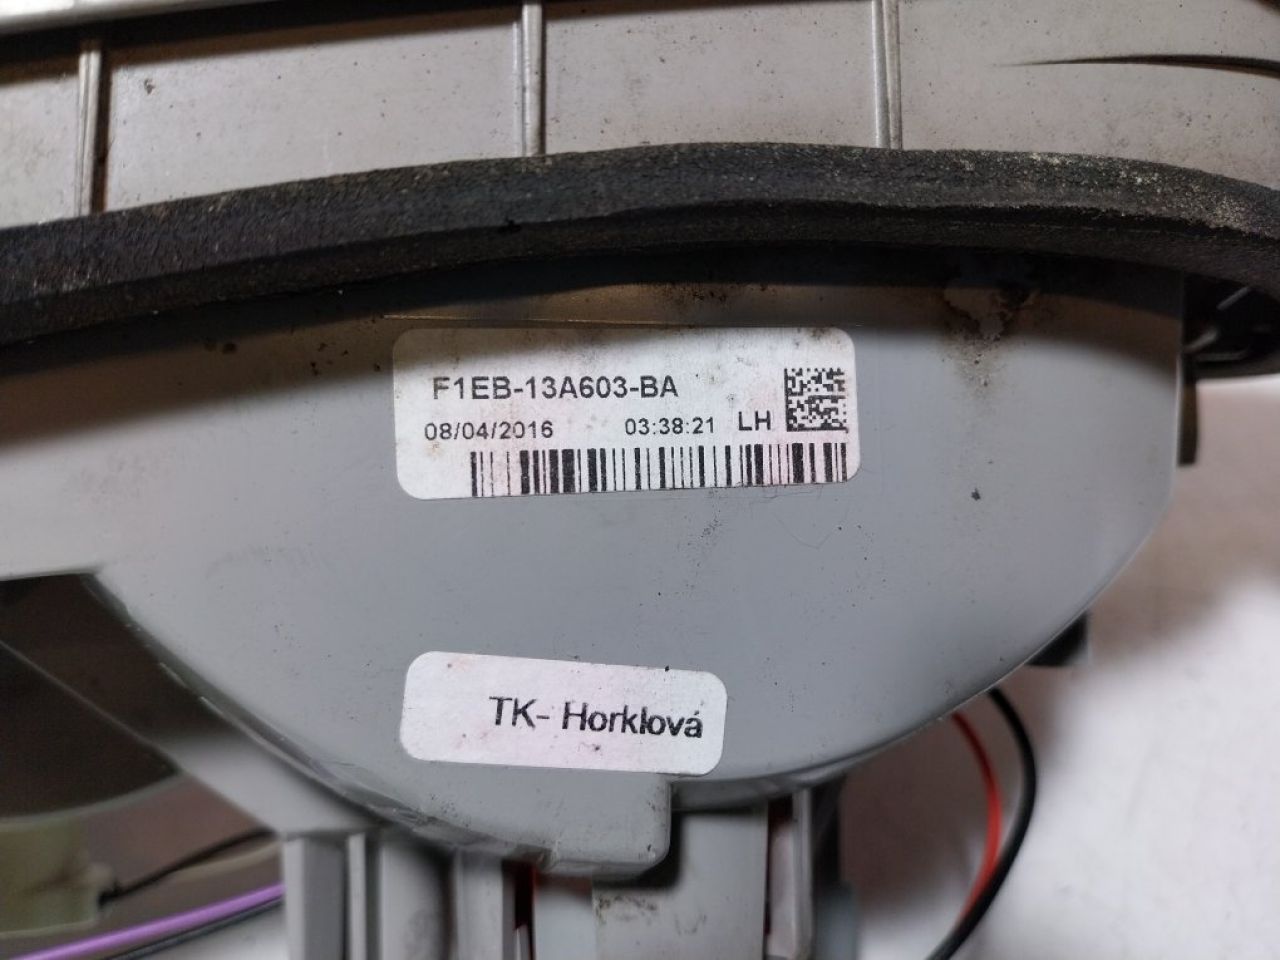 F1EB-13A603-BA
08/04/2016 03:38:21 LH
TK- Horklová